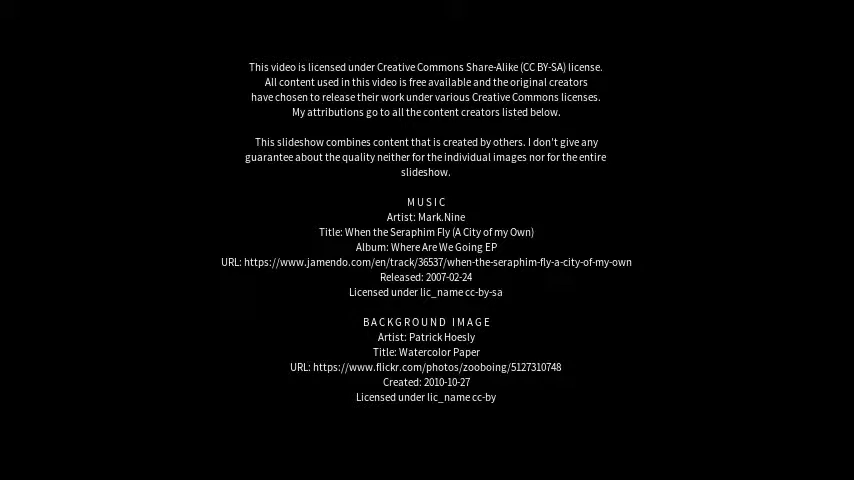 This video is licensed under Creative Commons Share-Alike (CC BY-SA) license.
All content used in this video is free available and the original creators
have chosen to release their work under various Creative Commons licenses.
My attributions go to all the content creators listed below.
This slideshow combines content that is created by others. I don't give any
guarantee about the quality neither for the individual images nor for the entire
slideshow.
MUSIC
Artist: Mark.Nine
Title: When the Seraphim Fly (A City of my Own)
Album: Where Are We Going EP
URL: https://www.jamendo.com/en/track/36537/when-the-seraphim-fly-a-city-of-my-own
Released: 2007-02-24
Licensed under lic_name cc-by-sa
BACKGROUND IMAGE
Artist: Patrick Hoesly
Title: Watercolor Paper
URL: https://www.flickr.com/photos/zooboing/5127310748
Created: 2010-10-27
Licensed under lic_name cc-by